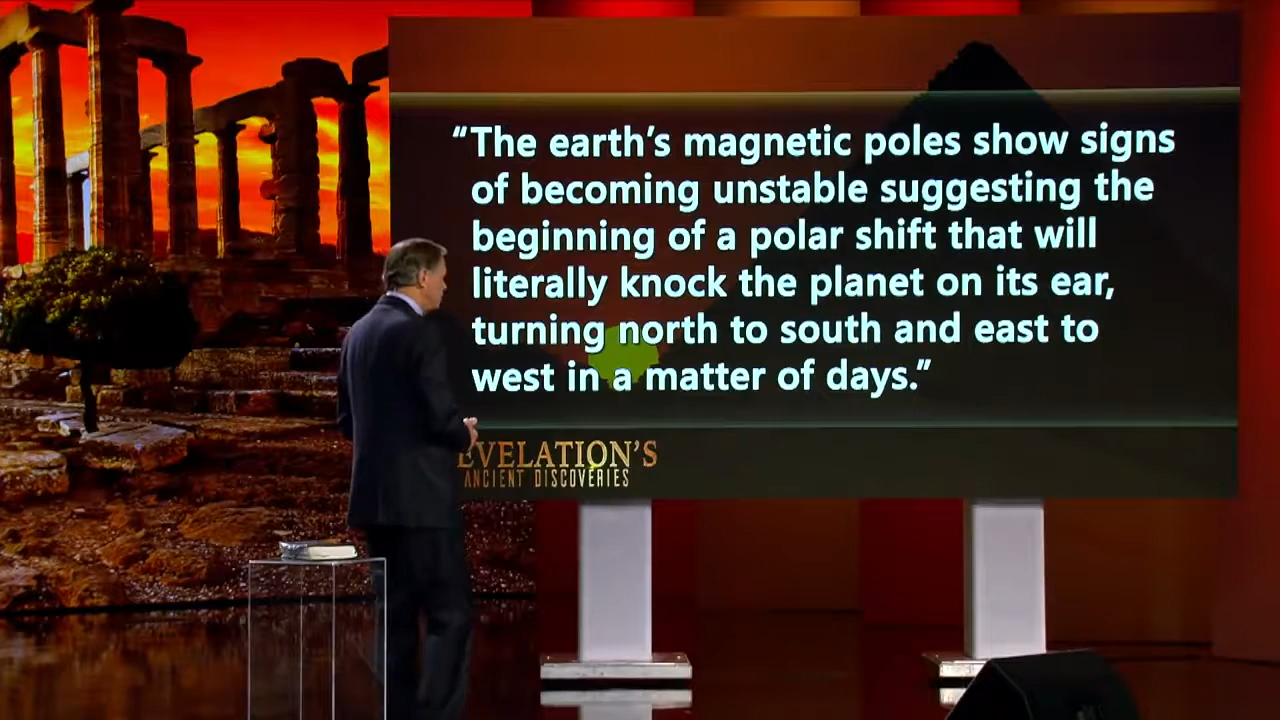 “The earth’s magnetic poles show signs
of becoming unstable suggesting the
beginning of a polar shift that will
literally knock the planet on its ear,
turning north to south and east to
west in a matter of days.”
EVELATION’S
ANCIENT DISCOVERIES